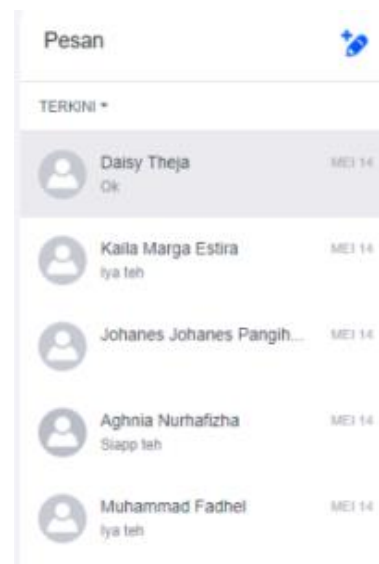 Pesan
TERKINI
Daisy Theja
MEI 14
Ok
Kaila Marga Estira
MEI 14
Iya teh
Johanes Johanes Pangih...
MEI 14
Aghnia Nurhafizha
MEI 14
Siapp teh
Muhammad Fadhel
MEI 14
Iya teh